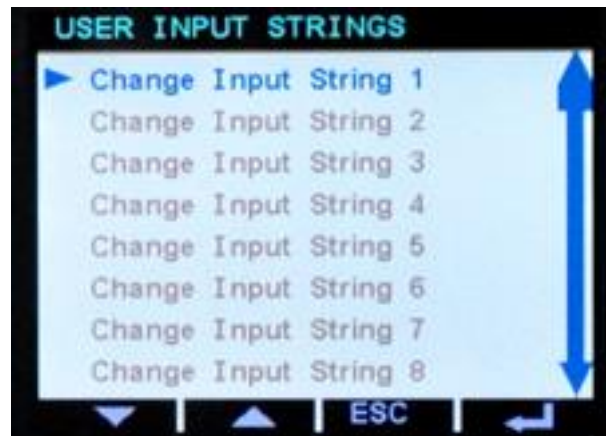 USER INPUT STRINGS
Change Input String 1
Change Input String 2
Change Input String 3
Change Input String 4
Change Input String 5
Change Input String 6
Change Input String 7
Change Input String 8
ESC